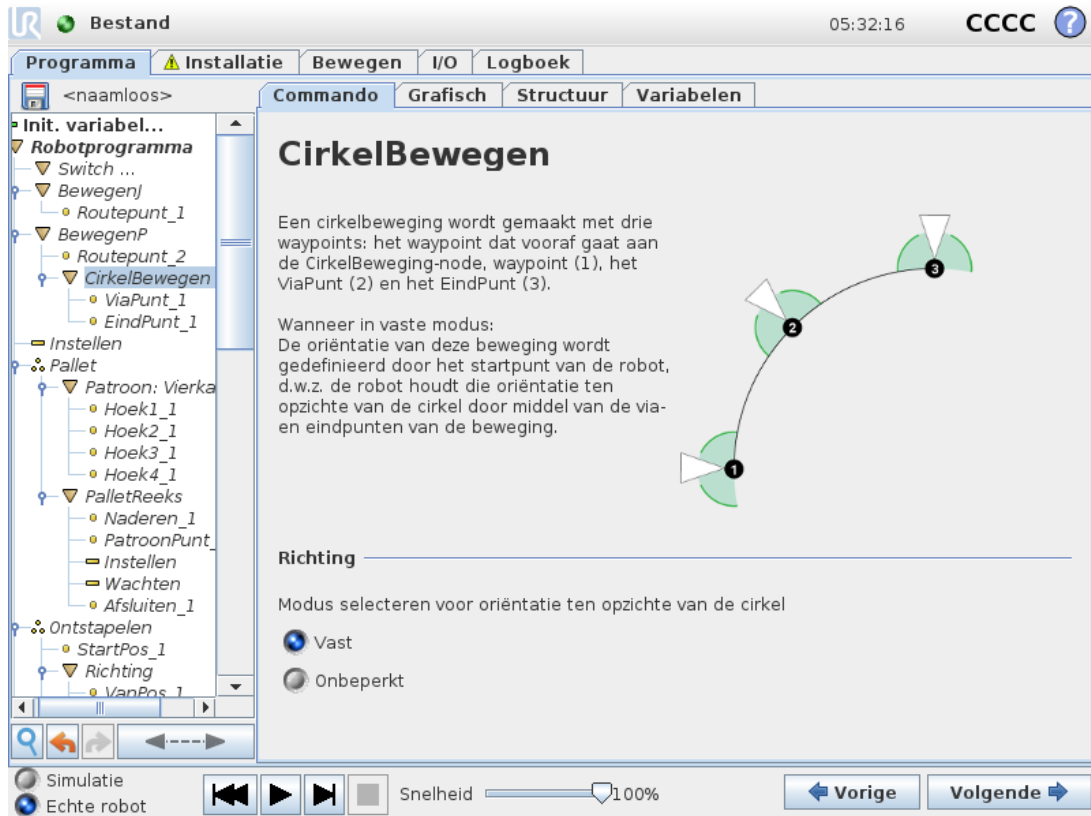 UR Bestand 05:32:16 CCCC ?
Programma Installatie Bewegen I/O Logboek
<naamloos> Commando Grafisch Structuur Variabelen
Init. variabel...
Robotprogramma
Switch ...
BewegenJ
Routepunt_1
BewegenP
Routepunt_2
CirkelBewegen
ViaPunt_1
EindPunt_1
Instellen
Pallet
Patroon: Vierka
Hoek1_1
Hoek2_1
Hoek3_1
Hoek4_1
PalletReeks
Naderen_1
PatroonPunt_
Instellen
Wachten
Afsluiten_1
Ontstapelen
StartPos_1
Richting
VanPos_1
CirkelBewegen
Een cirkelbeweging wordt gemaakt met drie
waypoints: het waypoint dat vooraf gaat aan
de CirkelBeweging-node, waypoint (1), het
ViaPunt (2) en het EindPunt (3).
Wanneer in vaste modus:
De oriëntatie van deze beweging wordt
gedefinieerd door het startpunt van de robot,
d.w.z. de robot houdt die oriëntatie ten
opzichte van de cirkel door middel van de via-
en eindpunten van de beweging.
3
2
1
Richting
Modus selecteren voor oriëntatie ten opzichte van de cirkel
Vast
Onbeperkt
Simulatie
Echte robot
Snelheid 100%
Vorige Volgende